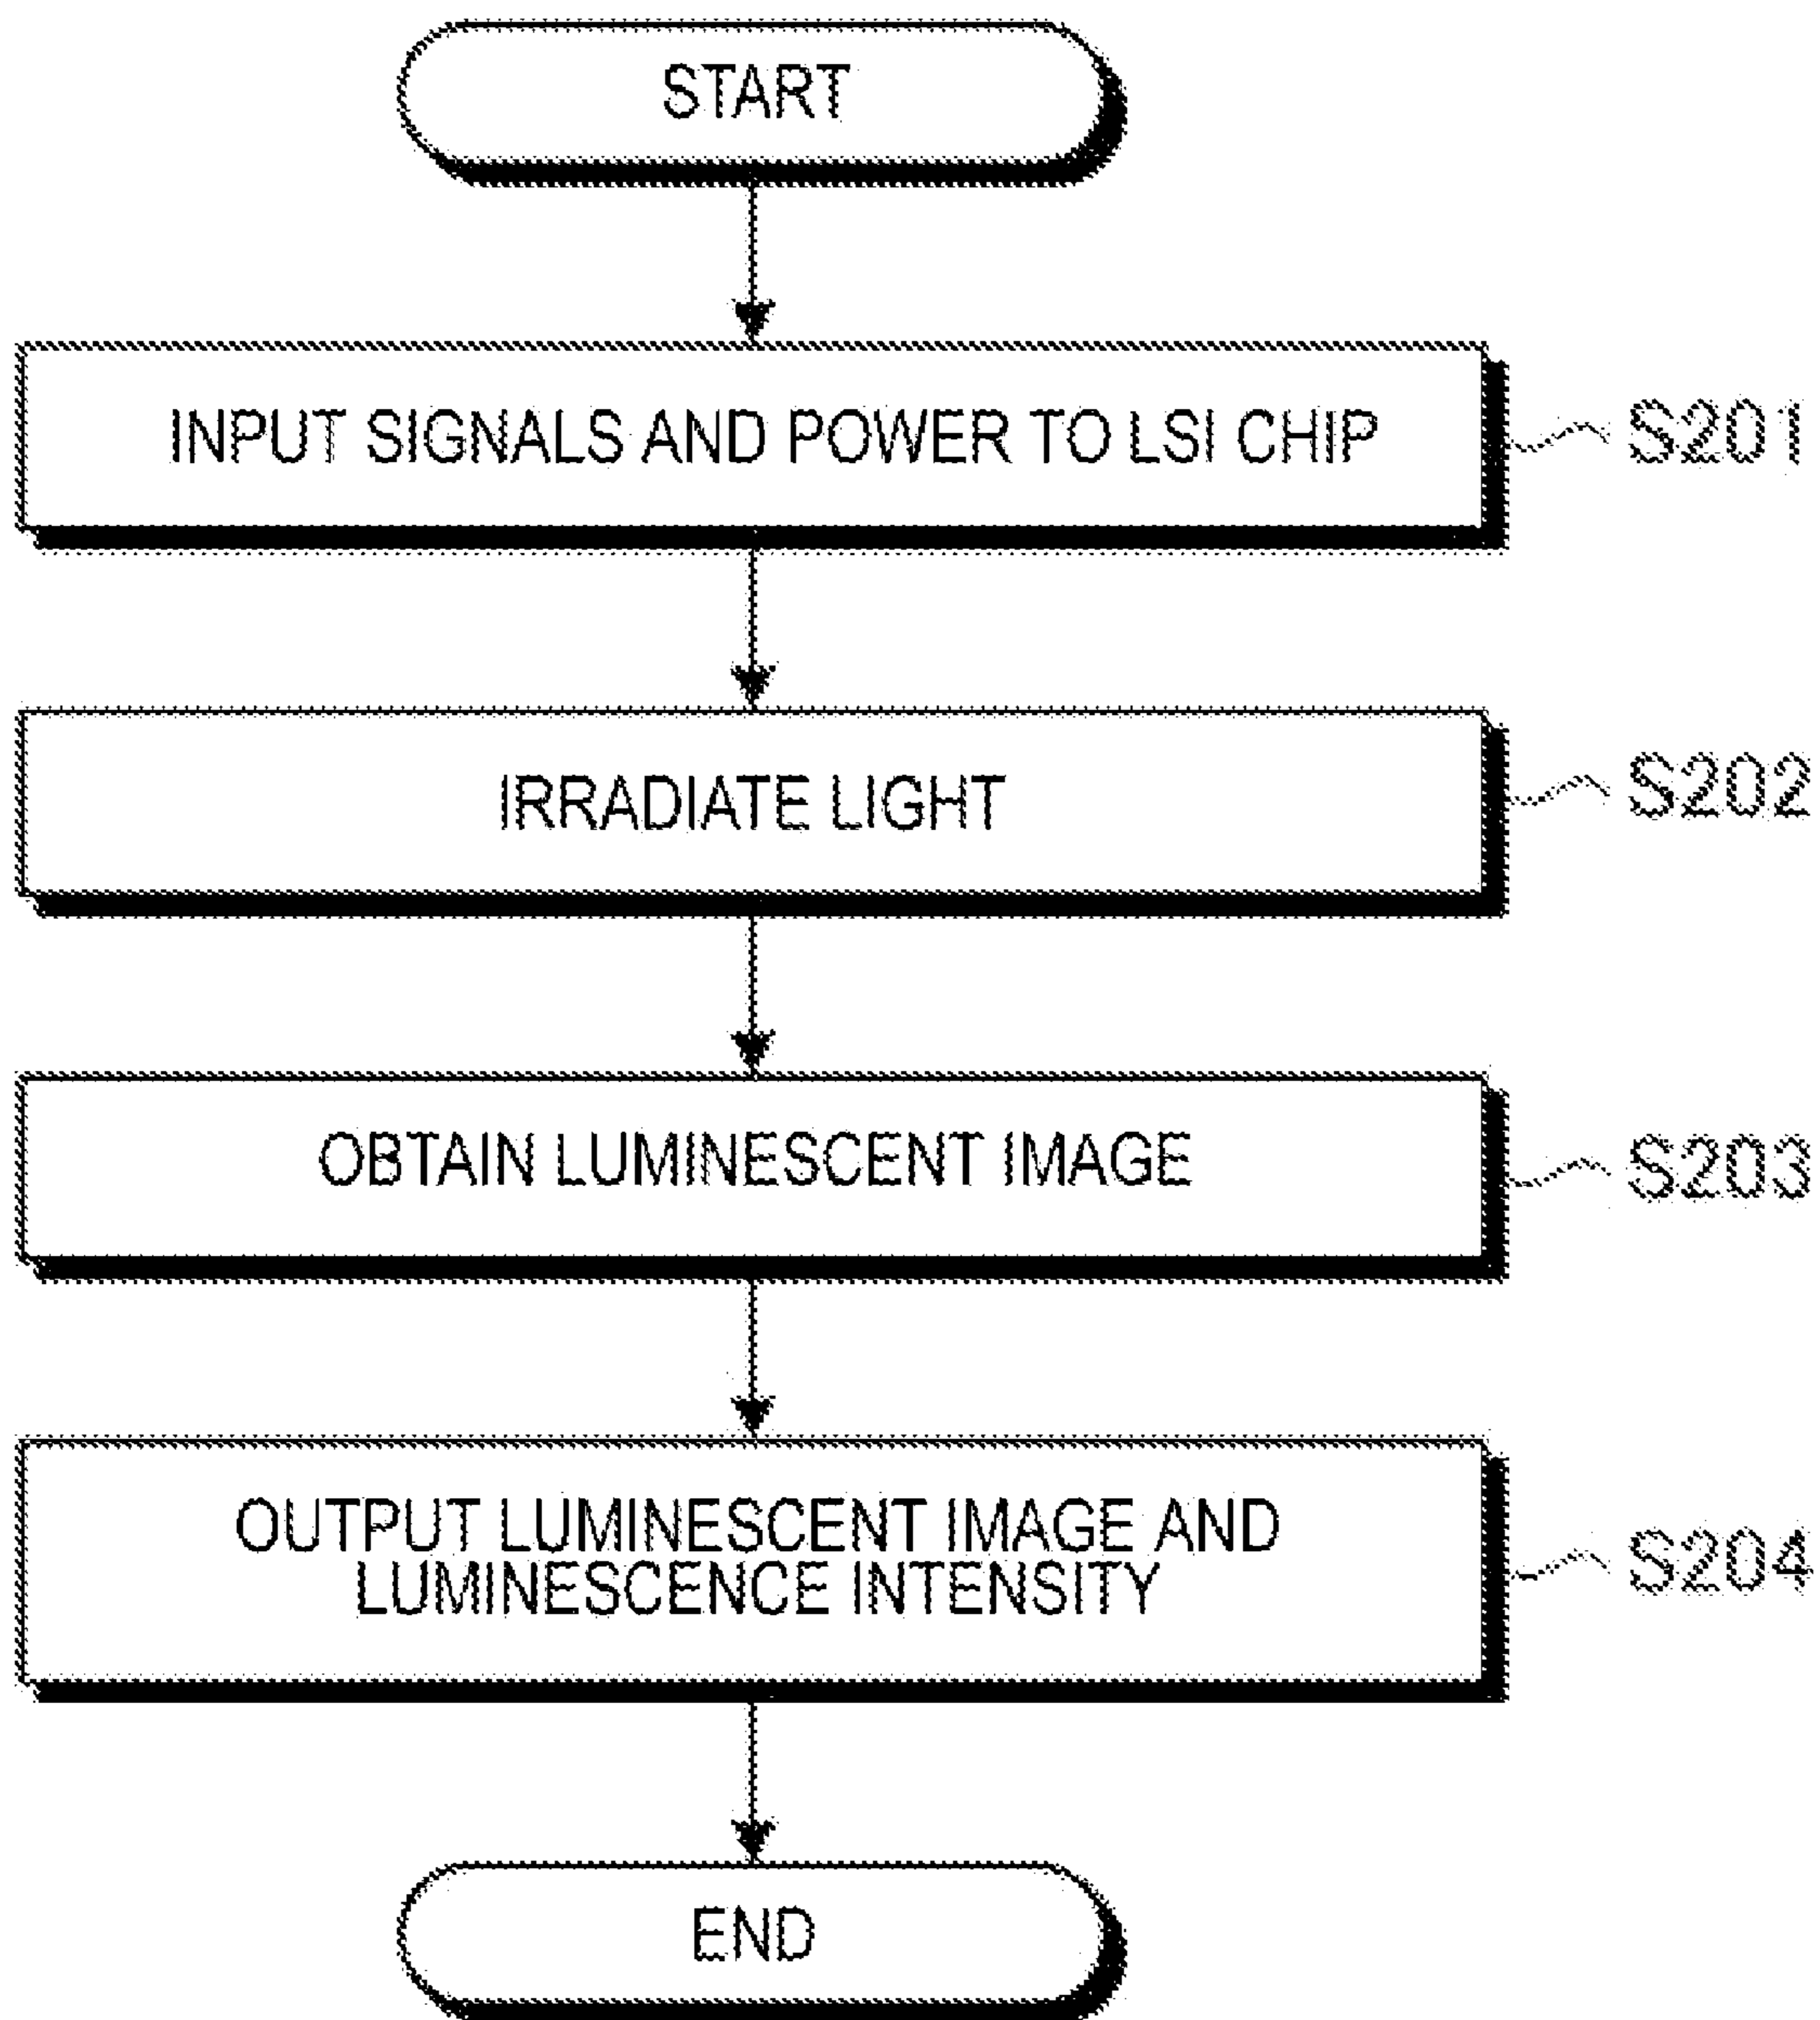 START
INPUT SIGNALS AND POWER TO LSI CHIP
S201
IRRADIATE LIGHT
S202
OBTAIN LUMINESCENT IMAGE
S203
OUTPUT LUMINESCENT IMAGE AND
LUMINESCENCE INTENSITY
S204
END